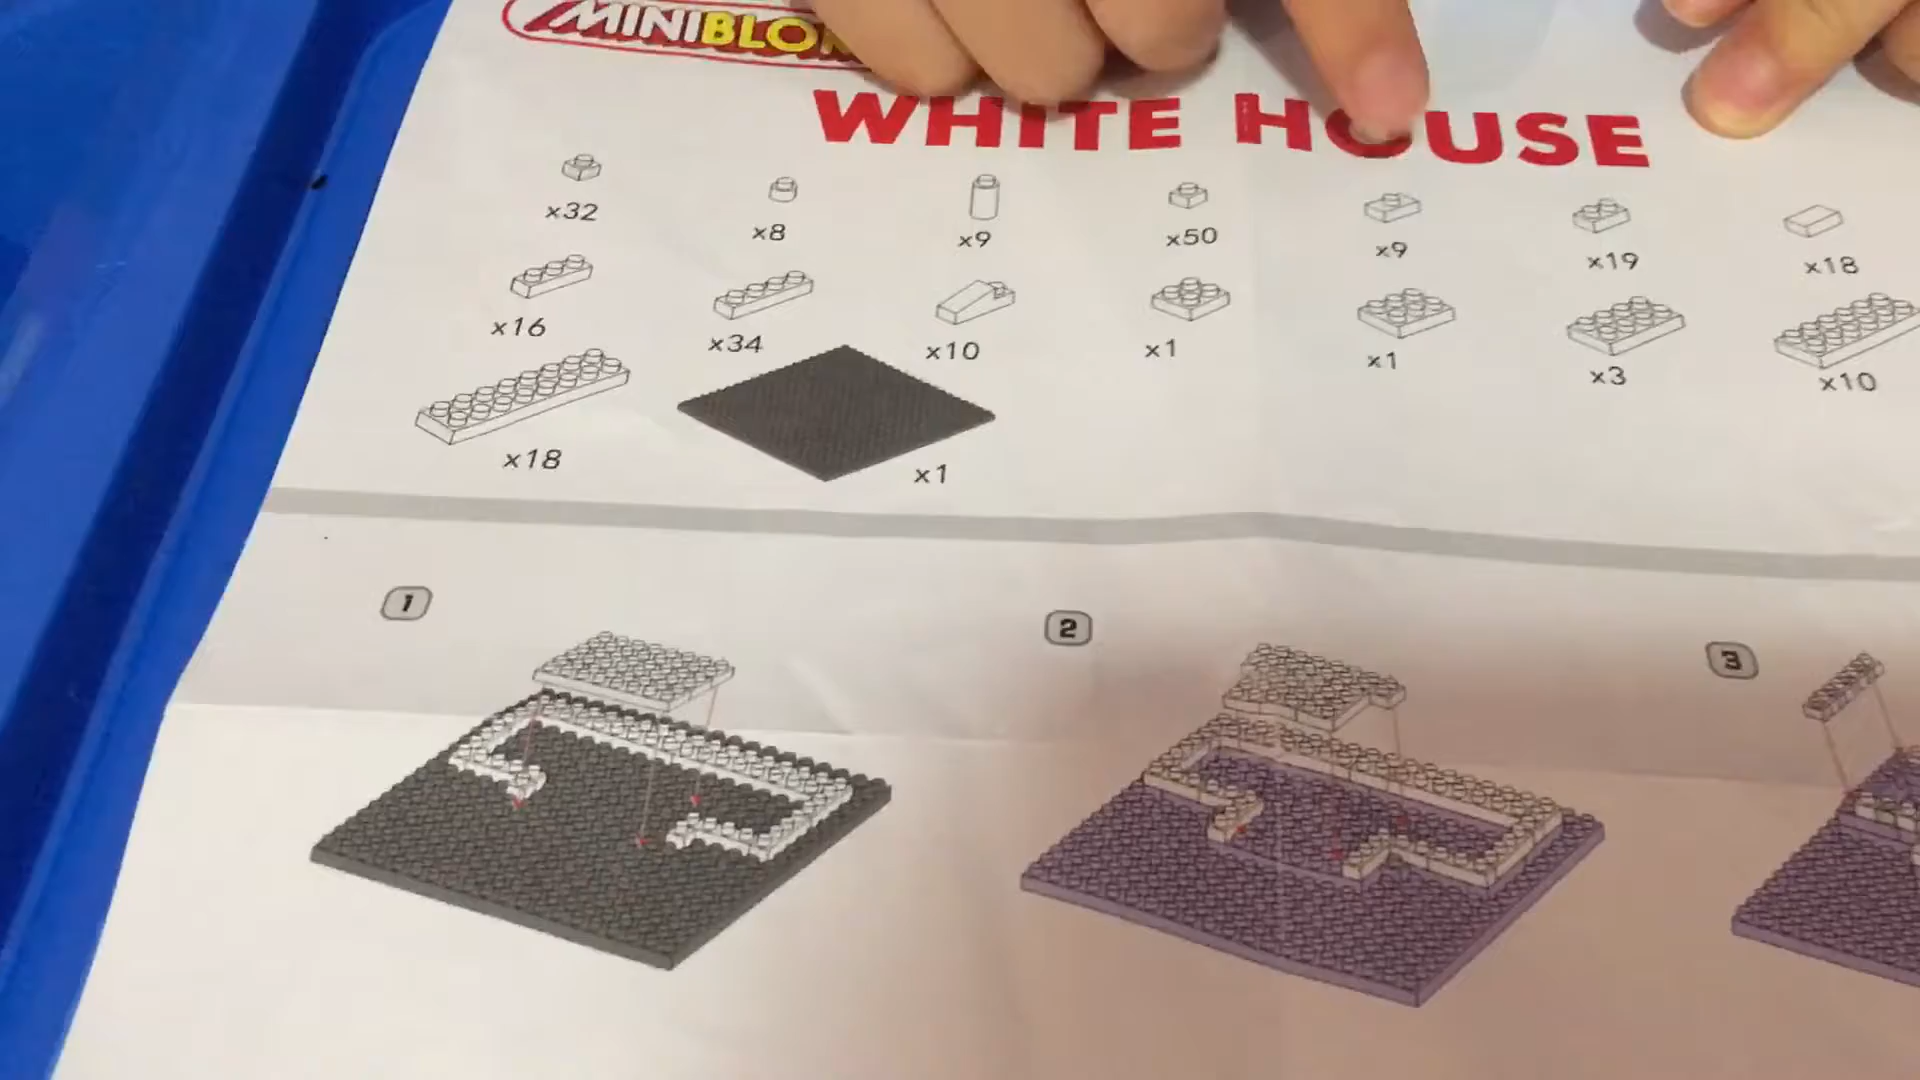 MINIBLO
WHITE HOUSE
x32 x8 x9 x50 x9 x19 x18
x16 x34 x10 x1 x1 x3 x10
x18 x1
1 2 3